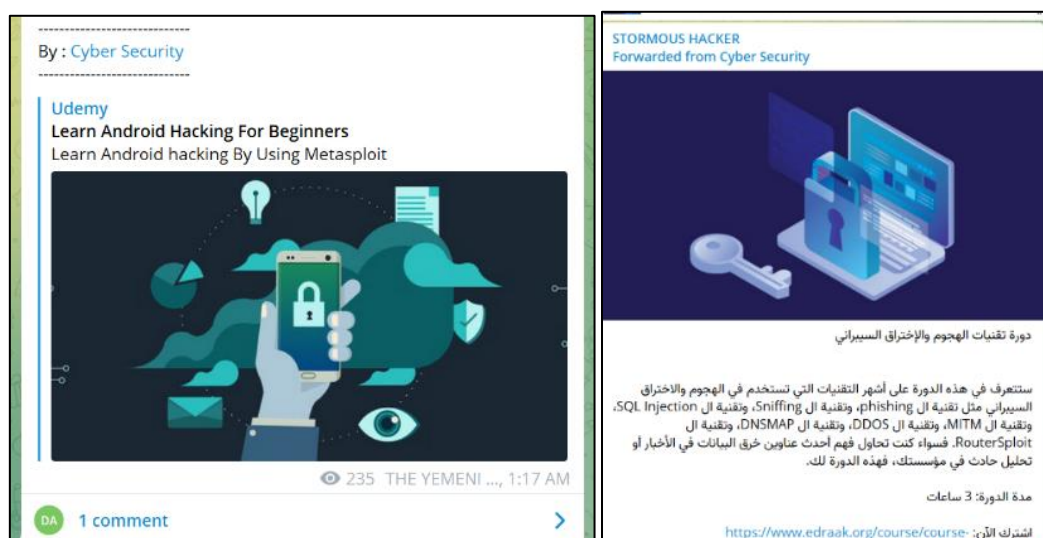 -----------------------------
By : Cyber Security
-----------------------------
Udemy
Learn Android Hacking For Beginners
Learn Android hacking By Using Metasploit
235 THE YEMENI ..., 1:17 AM
DA 1 comment
STORMOUS HACKER
Forwarded from Cyber Security
دورة تقنيات الهجوم والإختراق السيبراني
ستتعرف في هذه الدورة على أشهر التقنيات التي تستخدم في الهجوم والاختراق
السيبراني مثل تقنية ال phishing، وتقنية ال Sniffing، وتقنية ال SQL Injection،
وتقنية ال MITM، وتقنية ال DDOS، وتقنية ال DNSMAP، وتقنية ال
RouterSploit. فسواء كنت تحاول فهم أحدث عناوين خرق البيانات في الأخبار أو
تحليل حادث في مؤسستك، فهذه الدورة لك.
مدة الدورة: 3 ساعات
اشترك الآن: https://www.edraak.org/course/course-